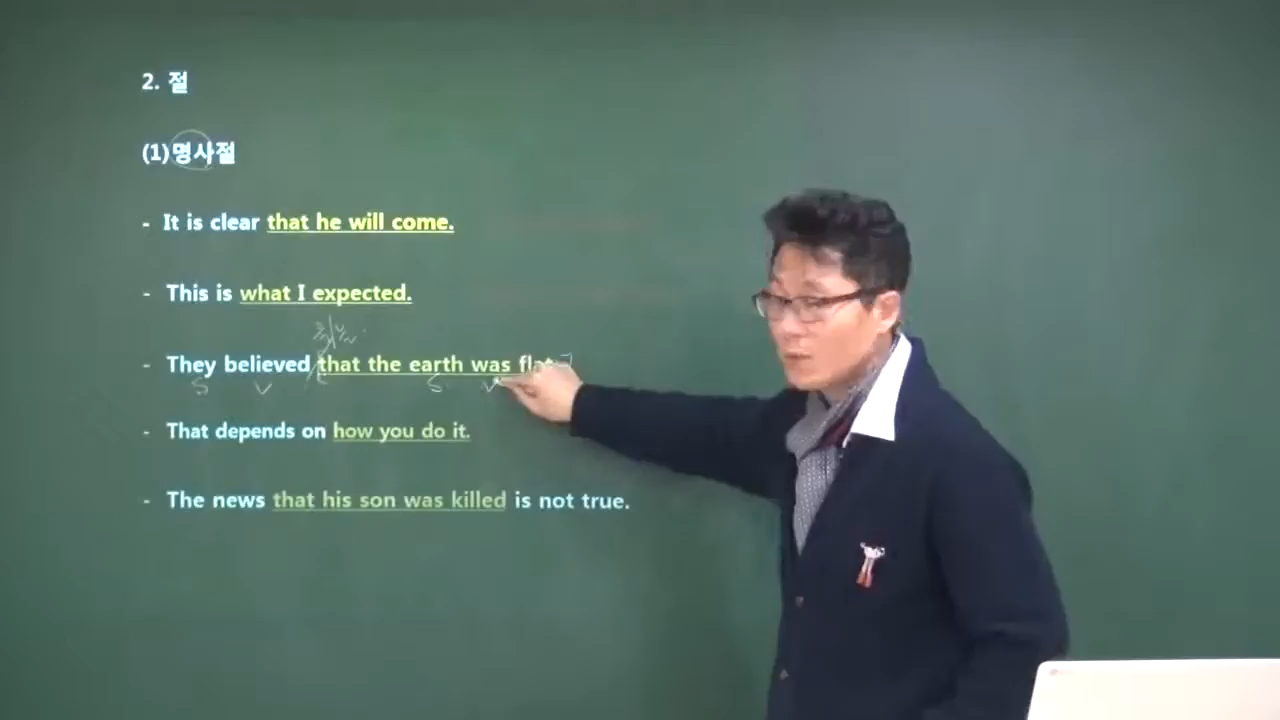 2. 절
(1)명사절
- It is clear that he will come.
- This is what I expected.
- They believed that the earth was flat
S V S V
- That depends on how you do it.
- The news that his son was killed is not true.